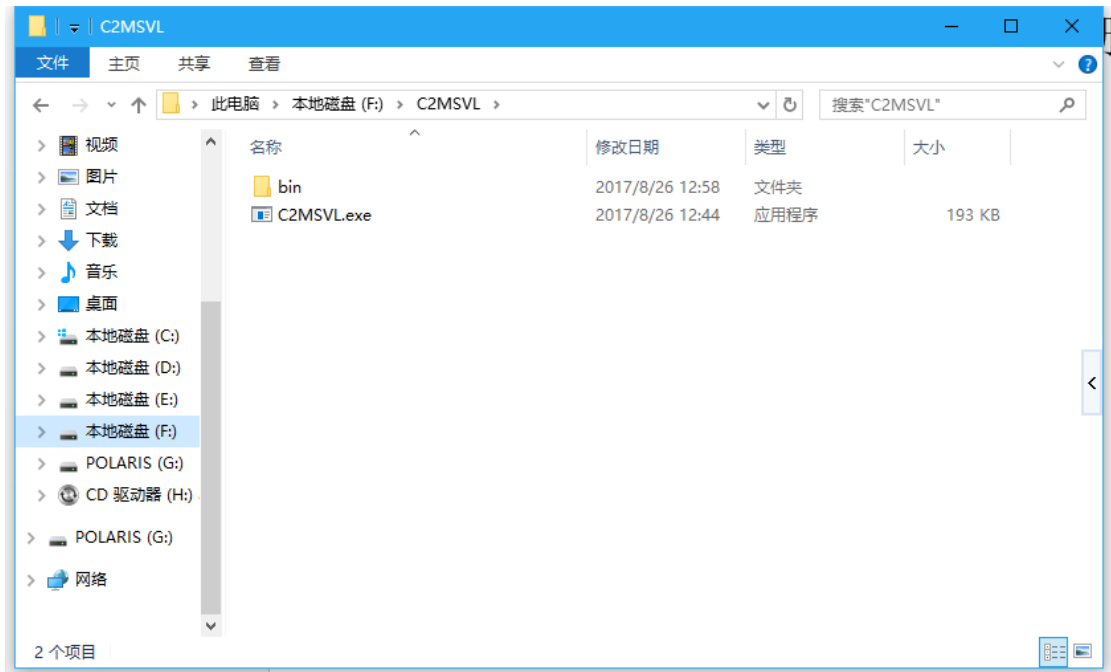 C2MSVL
文件 主页 共享 查看
此电脑 本地磁盘 (F:) C2MSVL 搜索"C2MSVL"
名称 修改日期 类型 大小
视频
图片
文档
下载
音乐
桌面
本地磁盘 (C:)
本地磁盘 (D:)
本地磁盘 (E:)
本地磁盘 (F:)
POLARIS (G:)
CD 驱动器 (H:)
POLARIS (G:)
网络
bin 2017/8/26 12:58 文件夹
C2MSVL.exe 2017/8/26 12:44 应用程序 193 KB
2 个项目